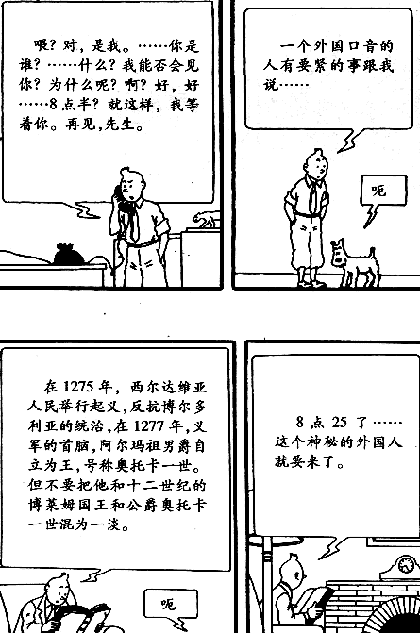 喂?对,是我。……你是
谁?……什么?我能否会见
你?为什么呢?啊?好,好
……8点半?就这样,我等
着你。再见,先生。
一个外国口音的
人有要紧的事跟我
说……
呃
在1275年,西尔达维亚
人民举行起义,反抗博尔多
利亚的统治,在1277年,义
军的首脑,阿尔玛祖男爵自
立为王,号称奥托卡一世。
但不要把他和十二世纪的
博莱姆国王和公爵奥托卡
一世混为一谈。
呃
8点25了……
这个神秘的外国人
就要来了。